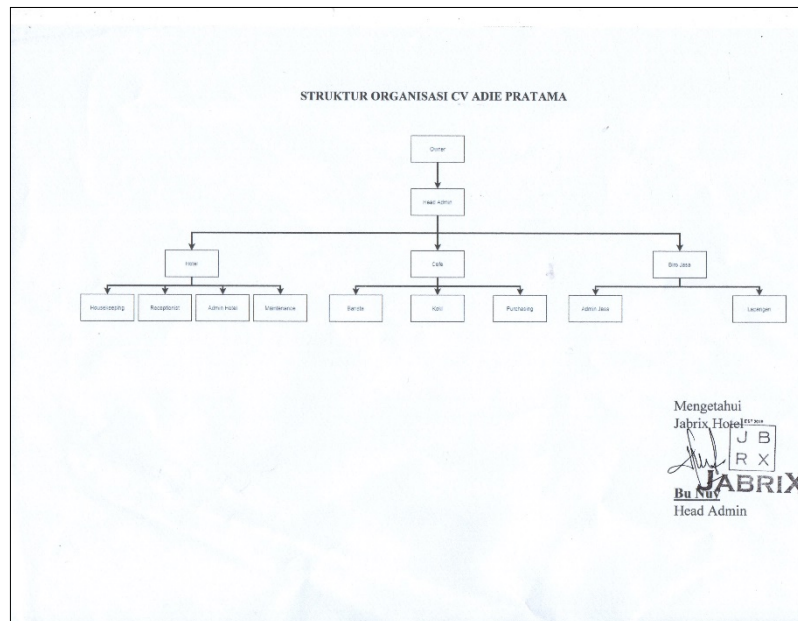 STRUKTUR ORGANISASI CV ADIE PRATAMA
Owner
Head Admin
Hotel
Cafe
Biro Jasa
Housekeeping
Receptionist
Admin Hotel
Maintenance
Barista
Koki
Purchasing
Admin Jasa
Lapangan
Mengetahui
Jabrix Hotel
J B
R X
JABRIX
Bu Nuy
Head Admin